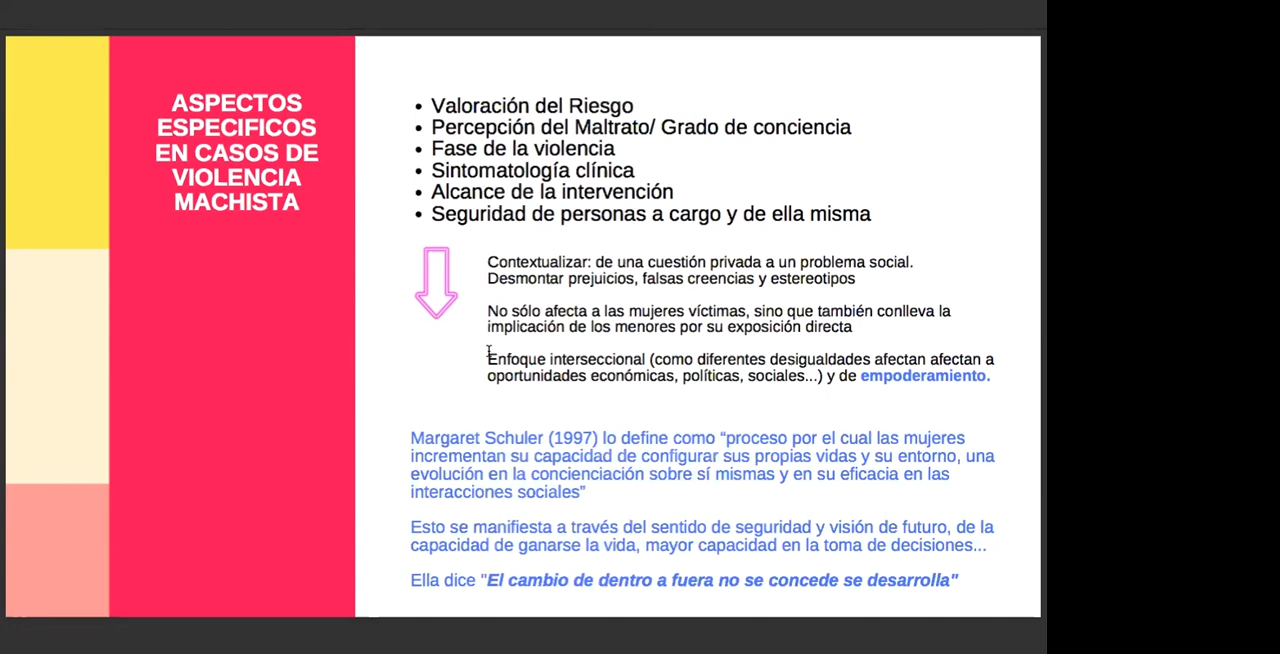 ASPECTOS
ESPECIFICOS
EN CASOS DE
VIOLENCIA
MACHISTA
• Valoración del Riesgo
• Percepción del Maltrato/ Grado de conciencia
• Fase de la violencia
• Sintomatología clínica
• Alcance de la intervención
• Seguridad de personas a cargo y de ella misma
Contextualizar: de una cuestión privada a un problema social.
Desmontar prejuicios, falsas creencias y estereotipos
No sólo afecta a las mujeres víctimas, sino que también conlleva la
implicación de los menores por su exposición directa
Enfoque interseccional (como diferentes desigualdades afectan afectan a
oportunidades económicas, políticas, sociales...) y de empoderamiento.
Margaret Schuler (1997) lo define como “proceso por el cual las mujeres
incrementan su capacidad de configurar sus propias vidas y su entorno, una
evolución en la concienciación sobre sí mismas y en su eficacia en las
interacciones sociales”
Esto se manifiesta a través del sentido de seguridad y visión de futuro, de la
capacidad de ganarse la vida, mayor capacidad en la toma de decisiones...
Ella dice "El cambio de dentro a fuera no se concede se desarrolla"